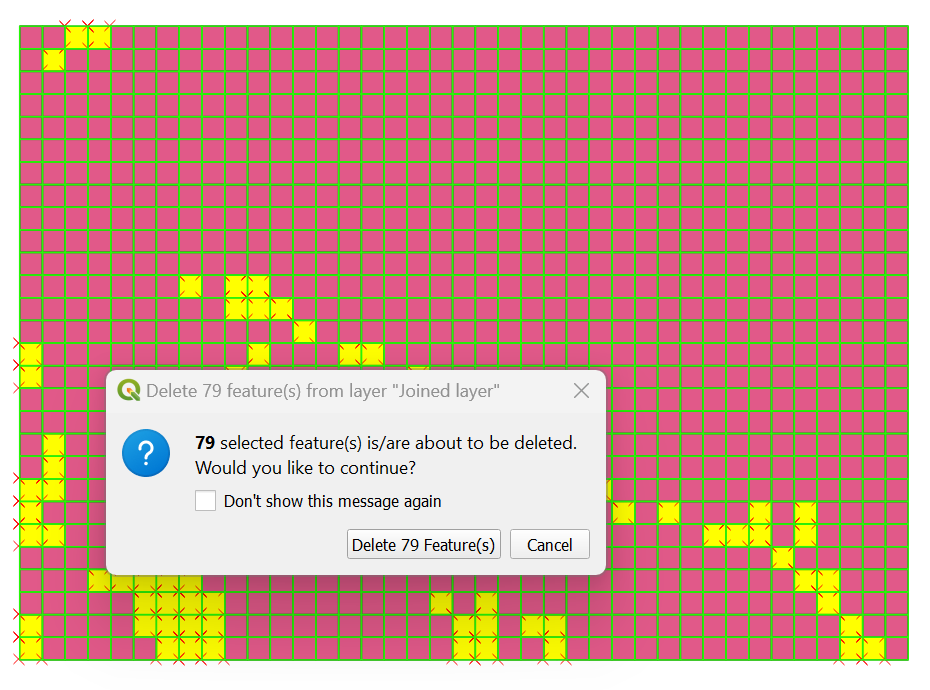 Delete 79 feature(s) from layer "Joined layer"
79 selected feature(s) is/are about to be deleted.
Would you like to continue?
Don't show this message again
Delete 79 Feature(s) Cancel